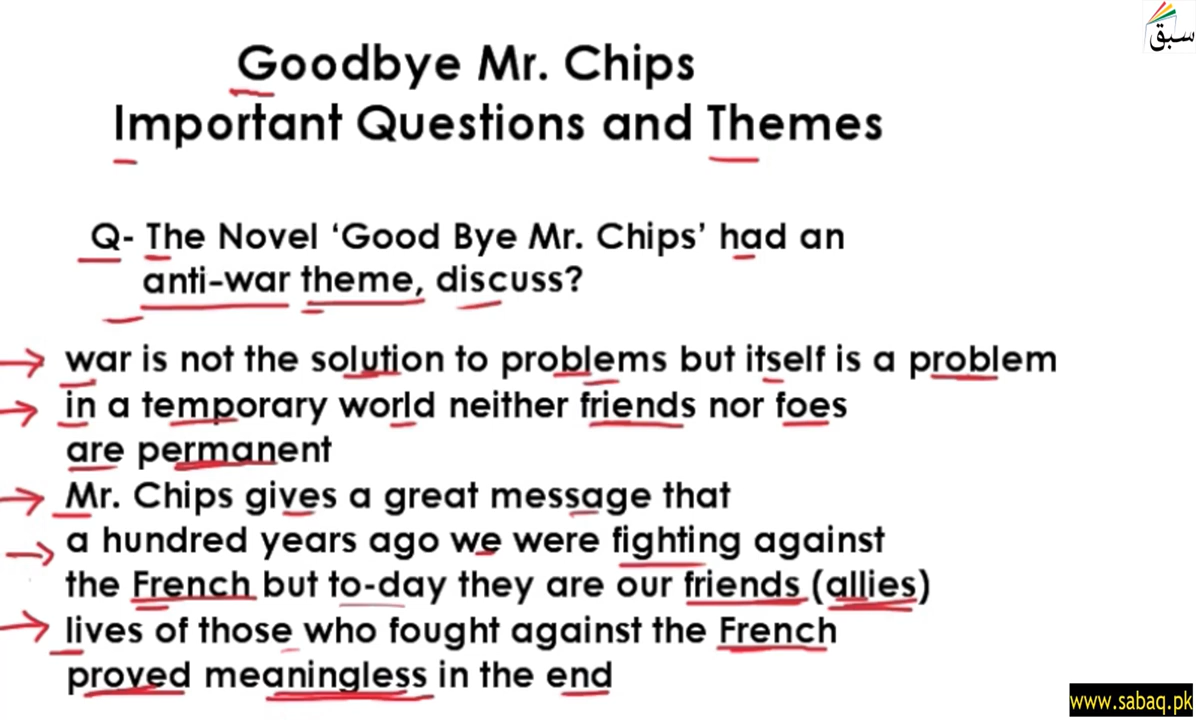 سبق
Goodbye Mr. Chips
Important Questions and Themes
Q- The Novel ‘Good Bye Mr. Chips’ had an
anti-war theme, discuss?
war is not the solution to problems but itself is a problem
in a temporary world neither friends nor foes
are permanent
Mr. Chips gives a great message that
a hundred years ago we were fighting against
the French but to-day they are our friends (allies)
lives of those who fought against the French
proved meaningless in the end
www.sabaq.pk